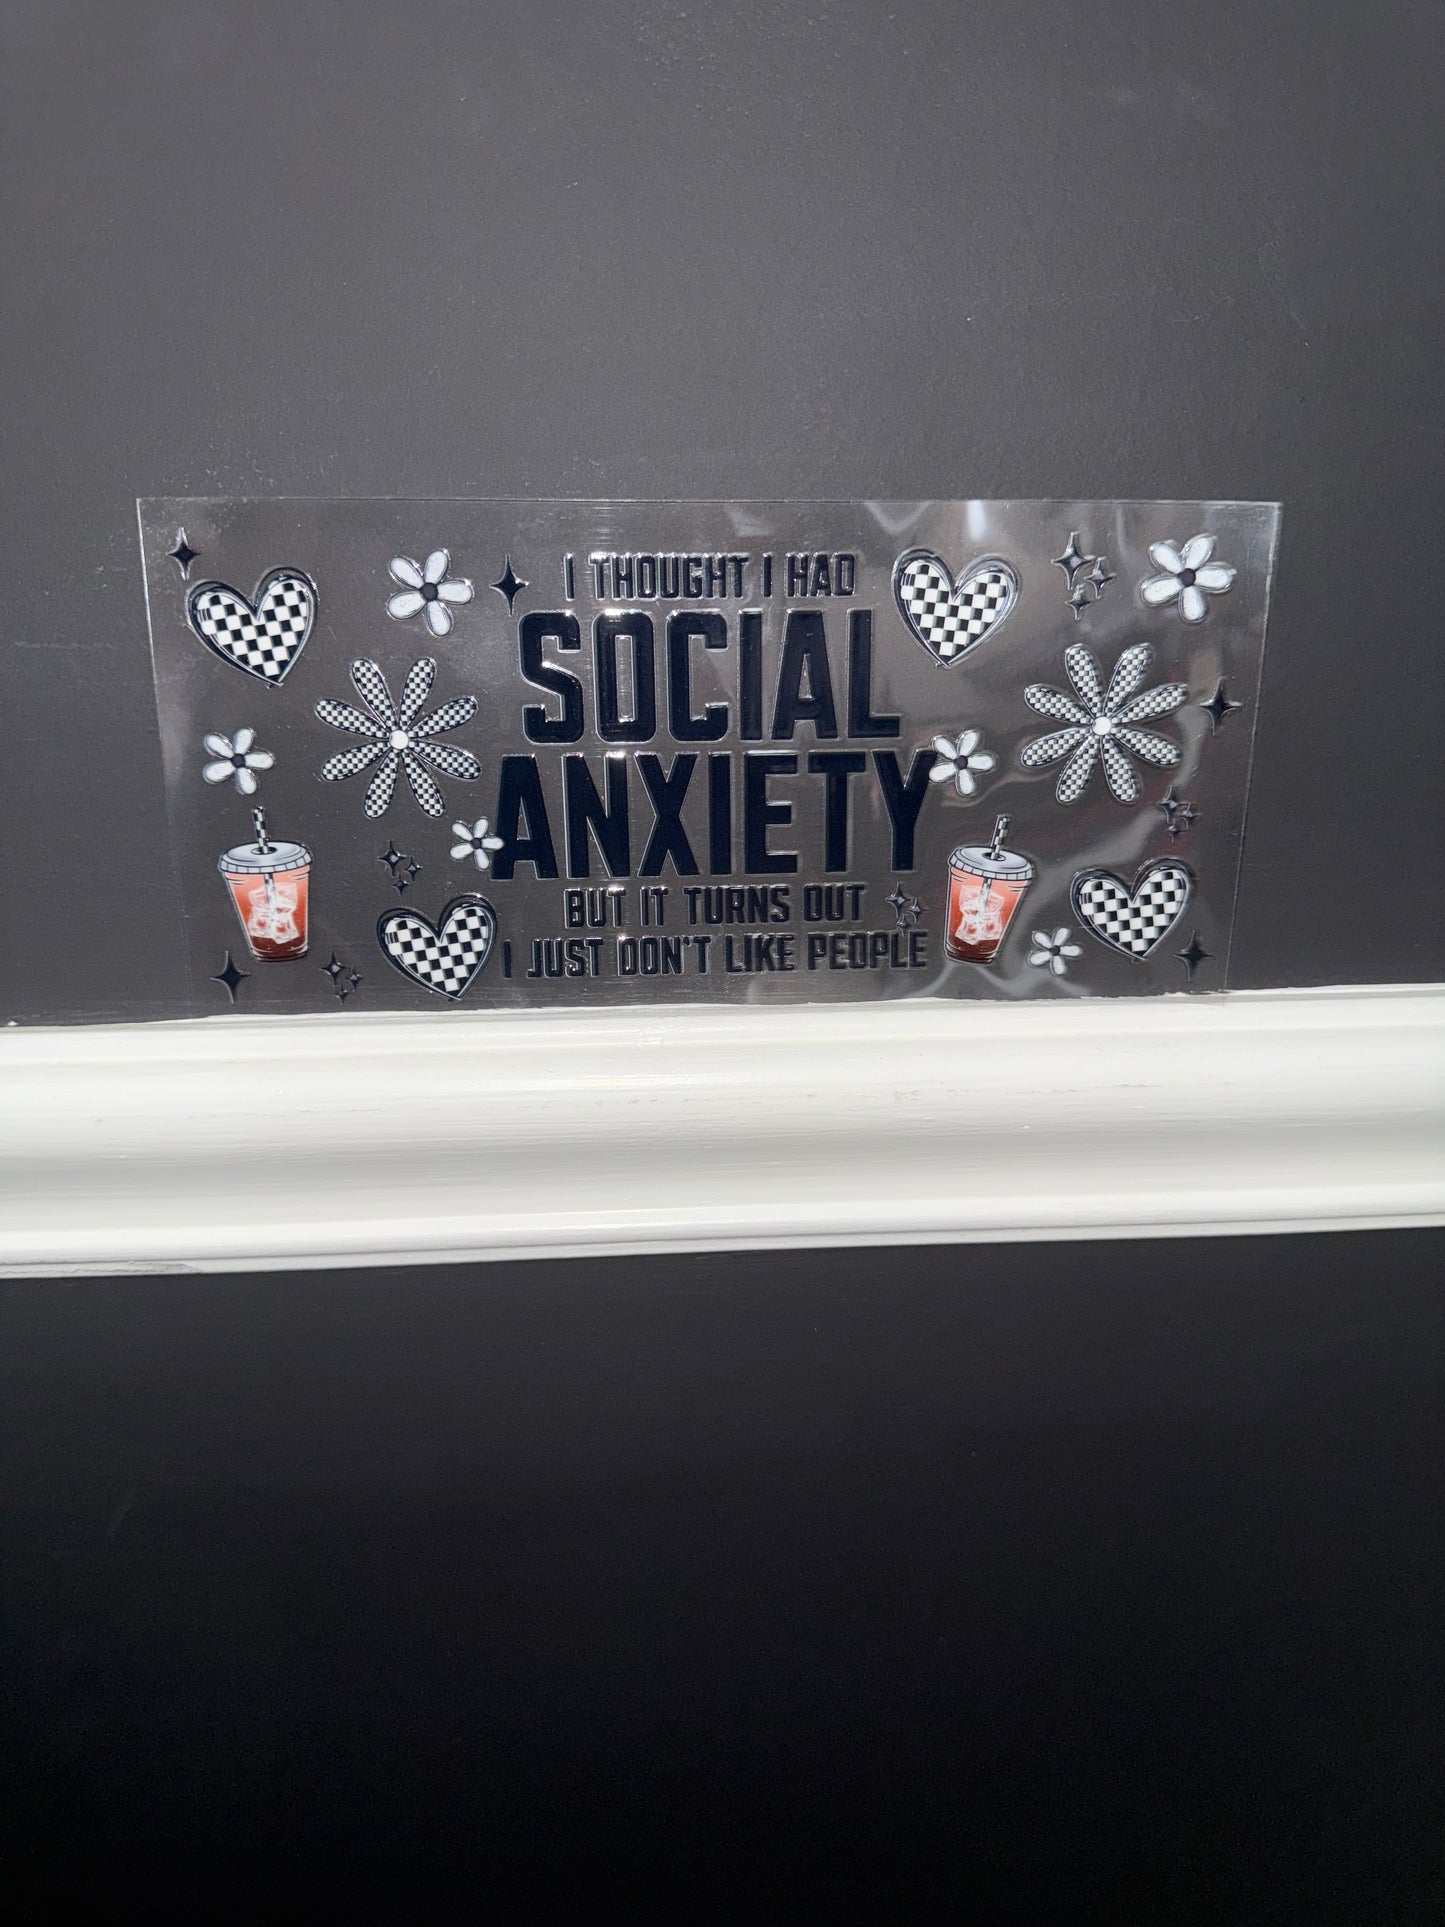 I THOUGHT I HAD
SOCIAL
ANXIETY
BUT IT TURNS OUT
I JUST DON'T LIKE PEOPLE